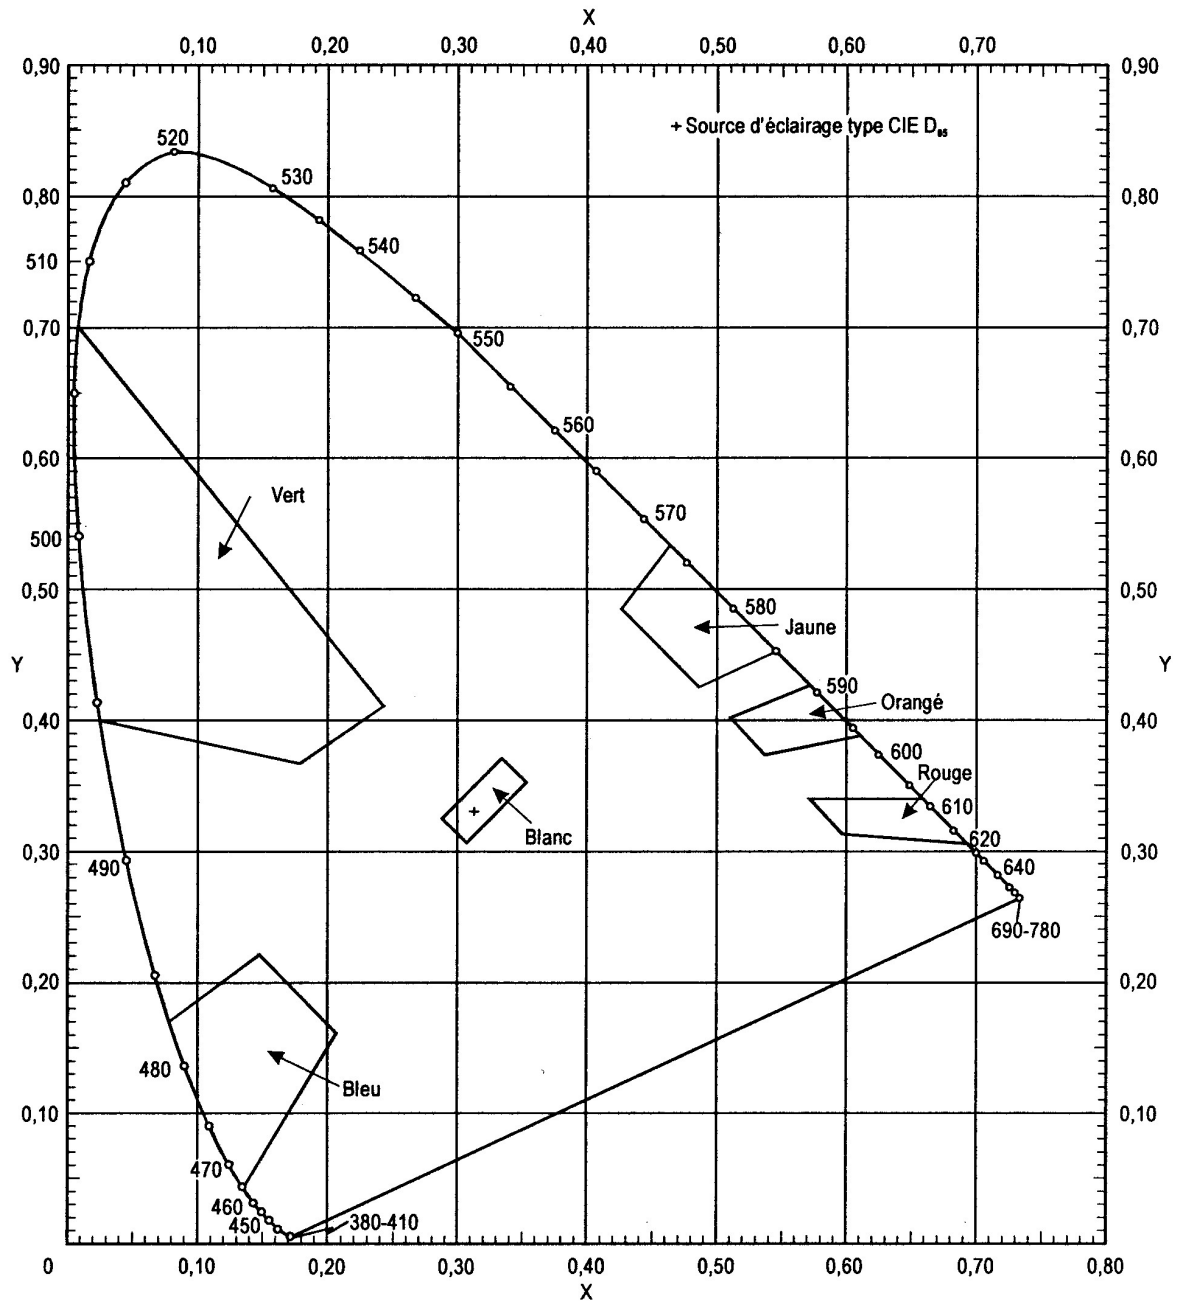 X
0,10 0,20 0,30 0,40 0,50 0,60 0,70
0,90 0,90
+ Source d'éclairage type CIE D65
520
530
0,80 0,80
540
510
0,70 0,70
550
560
0,60 0,60
570
Vert
500
0,50 0,50
580
Jaune
Y Y
590
Orangé
0,40 0,40
600
Rouge
610
Blanc
620
0,30 0,30
490 640
690-780
0,20 0,20
480
Bleu
0,10 0,10
470
460
450 380-410
0 0,10 0,20 0,30 0,40 0,50 0,60 0,70 0,80
X